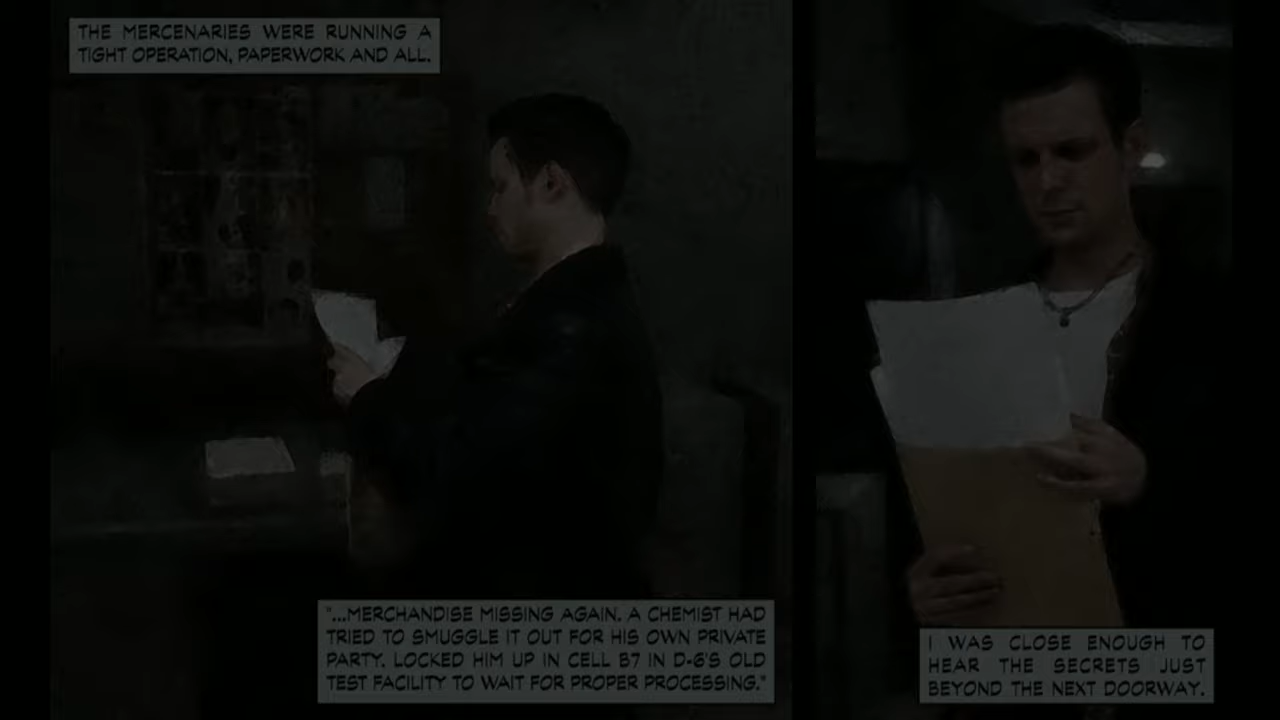 THE MERCENARIES WERE RUNNING A
TIGHT OPERATION, PAPERWORK AND ALL.
"...MERCHANDISE MISSING AGAIN. A CHEMIST HAD
TRIED TO SMUGGLE IT OUT FOR HIS OWN PRIVATE
PARTY. LOCKED HIM UP IN CELL B7 IN D-6'S OLD
TEST FACILITY TO WAIT FOR PROPER PROCESSING."
I WAS CLOSE ENOUGH TO
HEAR THE SECRETS JUST
BEYOND THE NEXT DOORWAY.